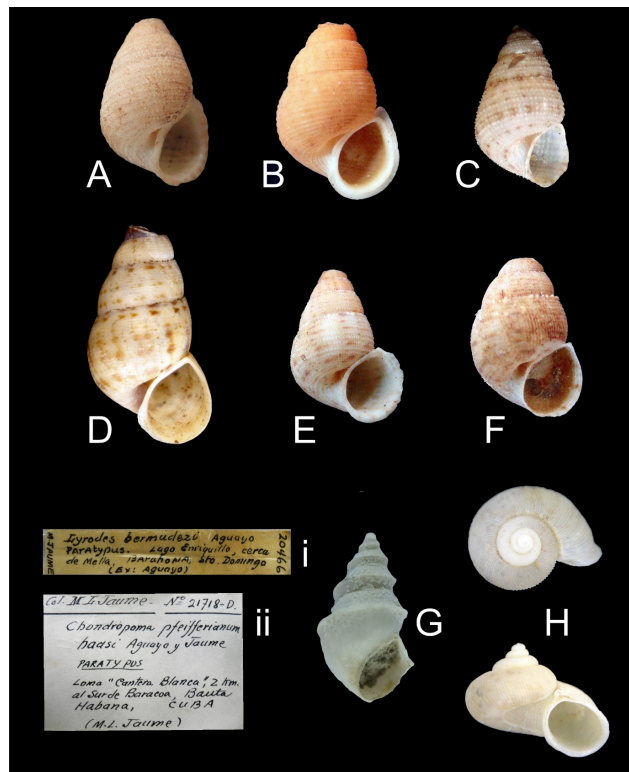 A
B
C
D
E
F
Lyrodes bermudezi Aguayo
Paratypus. Lago Enriquillo, cerca
de Mella, BARAHONA, Sto. Domingo
(Ex: Aguayo)
M. JAUME
20466
i
Col. M. L. Jaume- Nº 21718-D.
Chondropoma pfeifferianum
haasi Aguayo y Jaume
PARATYPUS
Loma "Cantera Blanca", 2 km.
al Sur de Baracoa, Bauta
Habana, CUBA
(M.L. Jaume)
ii
G
H